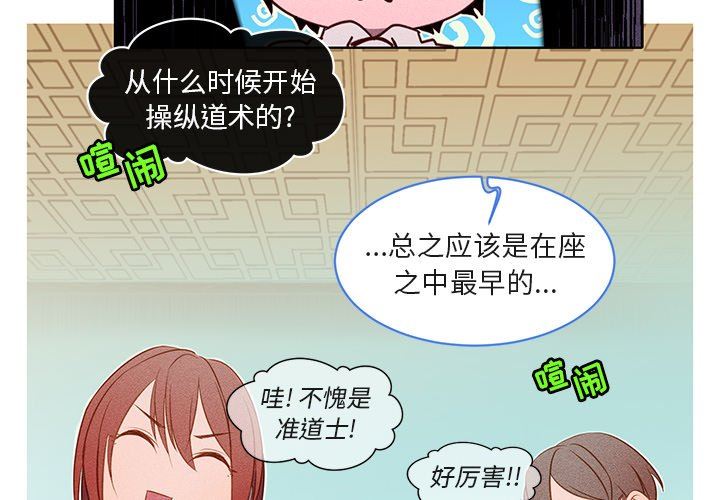 从什么时候开始
操纵道术的?
喧闹
...总之应该是在座
之中最早的...
喧闹
哇! 不愧是
准道士!
好厉害!!